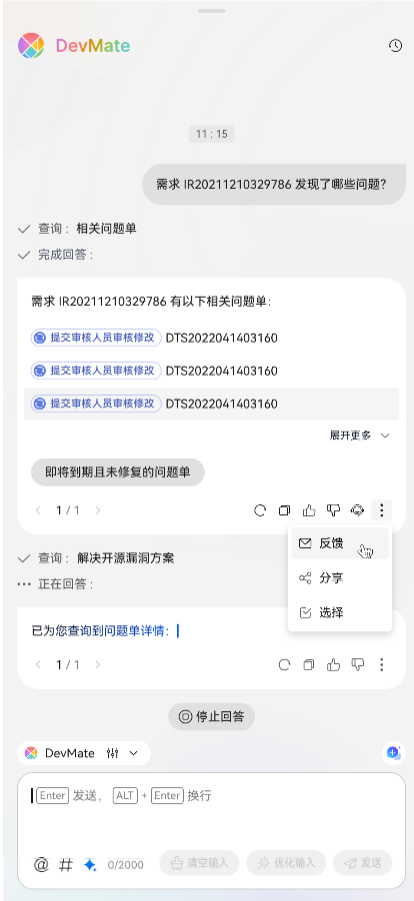 DevMate
11 : 15
需求 IR20211210329786 发现了哪些问题?
查询 : 相关问题单
完成回答 :
需求 IR20211210329786 有以下相关问题单:
提交审核人员审核修改 DTS2022041403160
提交审核人员审核修改 DTS2022041403160
提交审核人员审核修改 DTS2022041403160
展开更多
即将到期且未修复的问题单
1 / 1
反馈
分享
选择
查询 : 解决开源漏洞方案
正在回答 :
已为您查询到问题单详情:
1 / 1
停止回答
DevMate
Enter 发送, ALT + Enter 换行
@ # 0/2000 清空输入 优化输入 发送